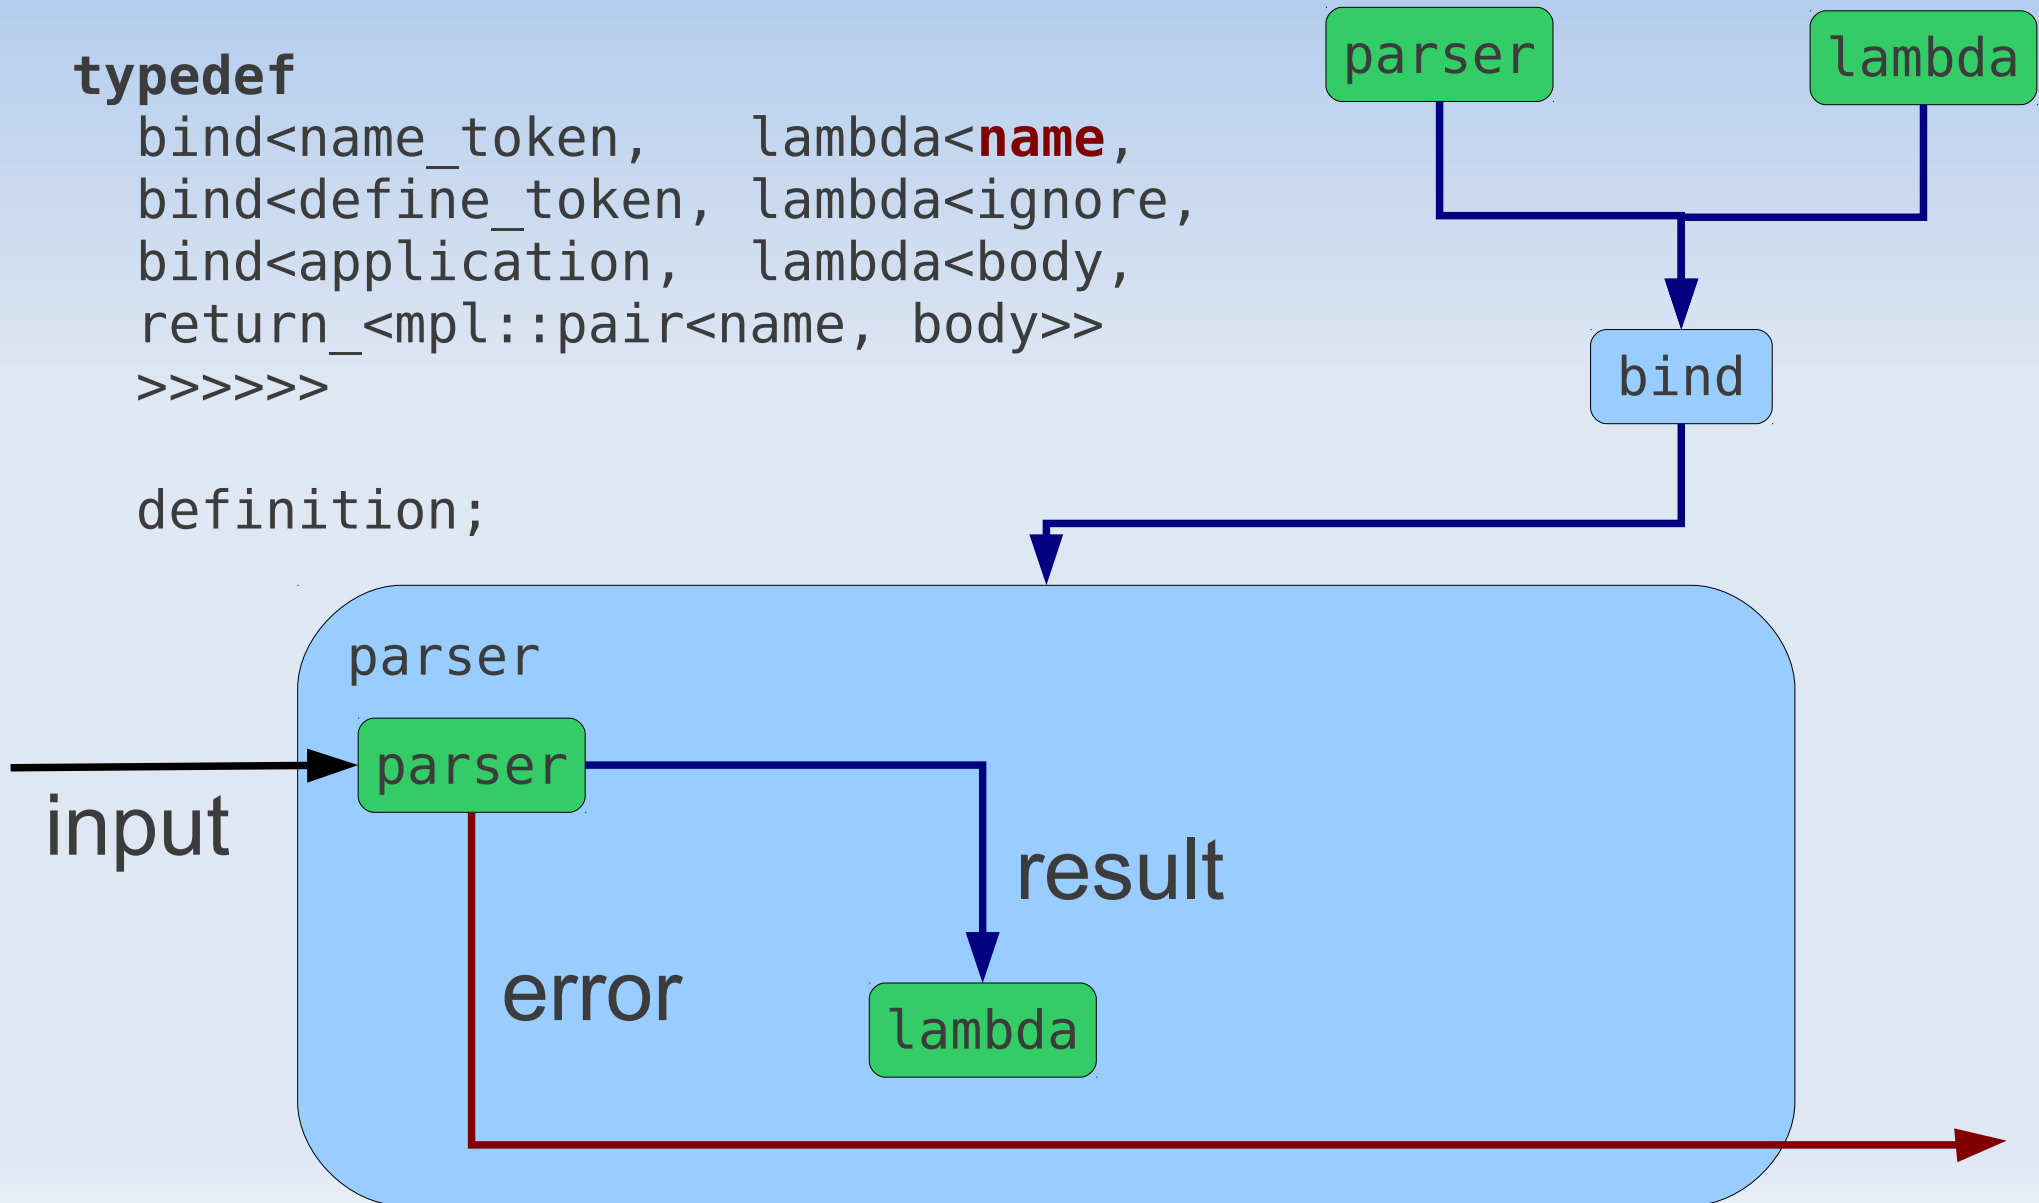 typedef
bind<name_token,   lambda<name,
bind<define_token, lambda<ignore,
bind<application,  lambda<body,
return_<mpl::pair<name, body>>
>>>>>>
definition;
parser
lambda
bind
parser
parser
input
result
error
lambda